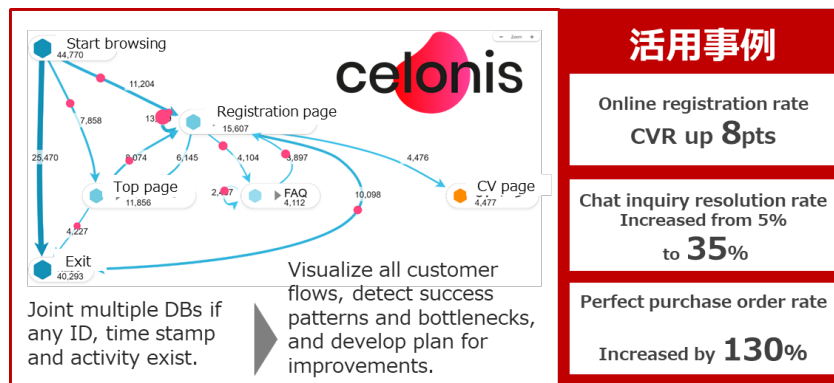 Start browsing
44,770
Zoom
celonis
11,204
Registration page
15,607
7,858
25,470
6,145
4,104
4,476
Top page
11,856
FAQ
4,112
10,098
CV page
4,477
4,227
Exit
40,293
Joint multiple DBs if
any ID, time stamp
and activity exist.
Visualize all customer
flows, detect success
patterns and bottlenecks,
and develop plan for
improvements.
活用事例
Online registration rate
CVR up 8pts
Chat inquiry resolution rate
Increased from 5%
to 35%
Perfect purchase order rate
Increased by 130%